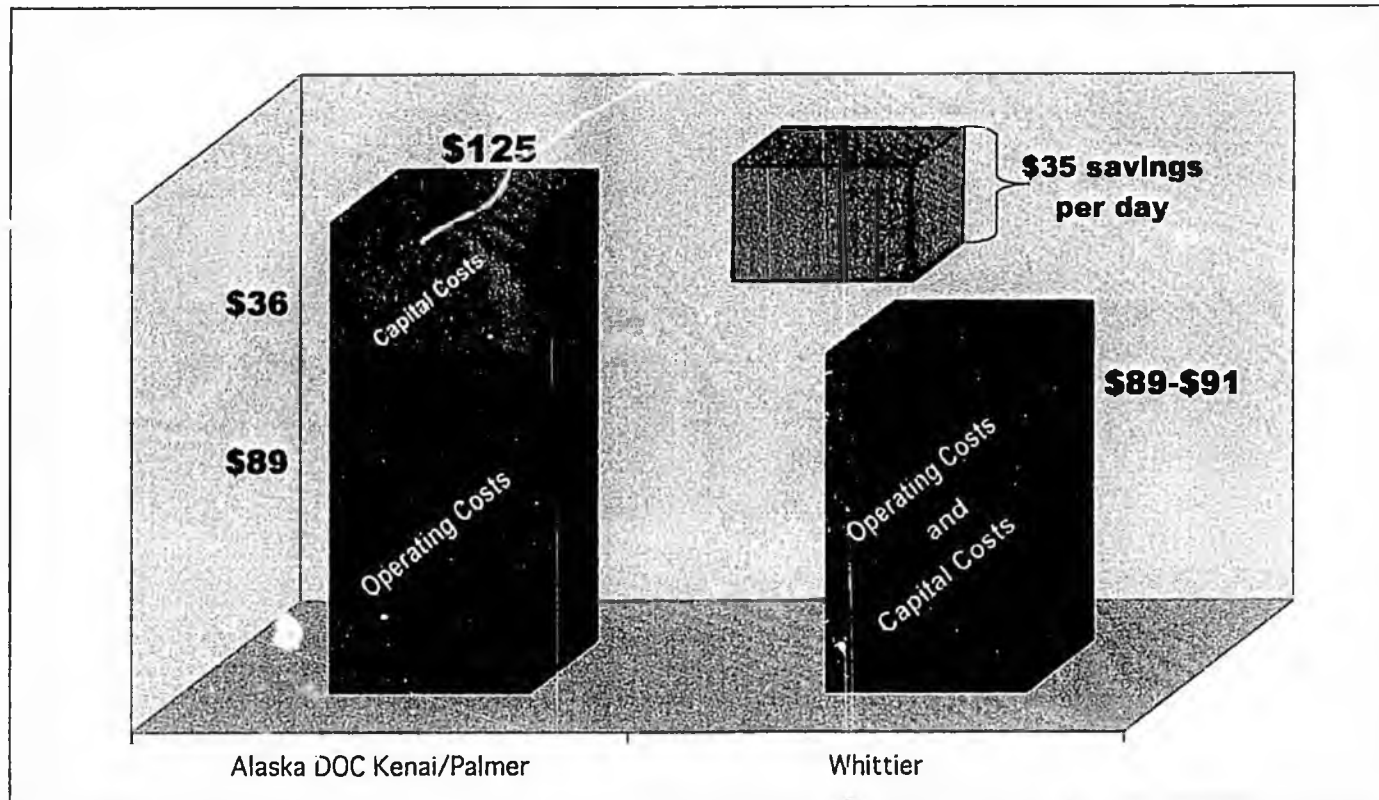 $125
$35 savings
per day
Capital Costs
$36
$89-$91
$89
Operating Costs
Operating Costs
and
Capital Costs
Alaska DOC Kenai/Palmer
Whittier